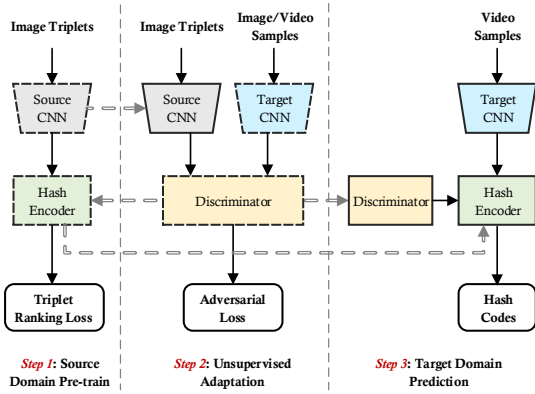 Image Triplets
Source
CNN
Hash
Encoder
Triplet
Ranking Loss
Step 1: Source
Domain Pre-train
Image Triplets
Image/Video
Samples
Source
CNN
Target
CNN
Discriminator
Adversarial
Loss
Step 2: Unsupervised
Adaptation
Video
Samples
Target
CNN
Discriminator
Hash
Encoder
Hash
Codes
Step 3: Target Domain
Prediction